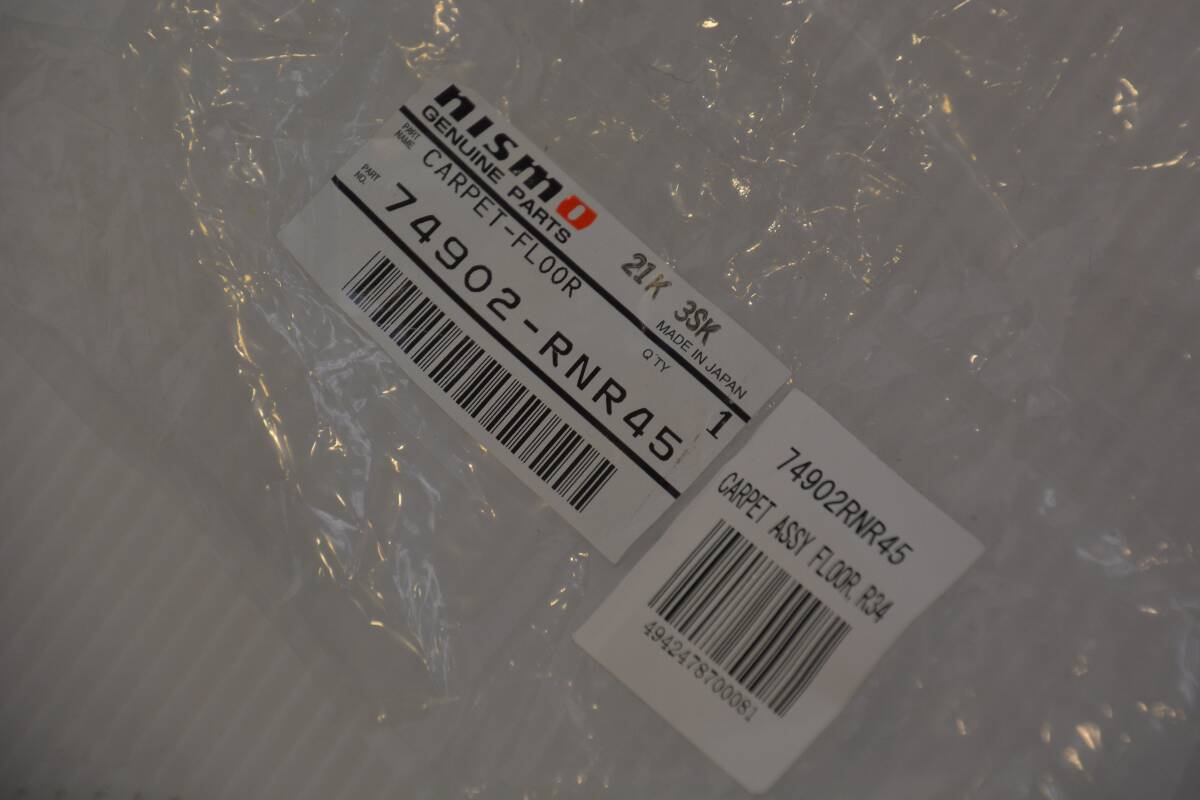 nismo
GENUINE PARTS
21K 3SK
MADE IN JAPAN
PART NAME
CARPET-FLOOR
Q'TY
1
PART NO.
74902-RNR45
74902RNR45
CARPET ASSY FLOOR, R34
4942478700081